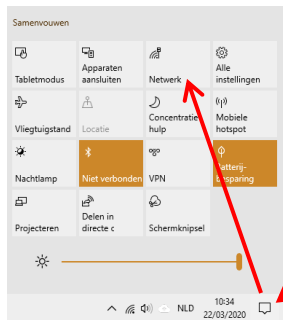 Samenvouwen
Tabletmodus
Apparaten
aansluiten
Netwerk
Alle
instellingen
Vliegtuigstand
Locatie
Concentratie
hulp
Mobiele
hotspot
Nachtlamp
Niet verbonden
VPN
Batterij-
besparing
Projecteren
Delen in
directe c
Schermknipsel
NLD
10:34
22/03/2020